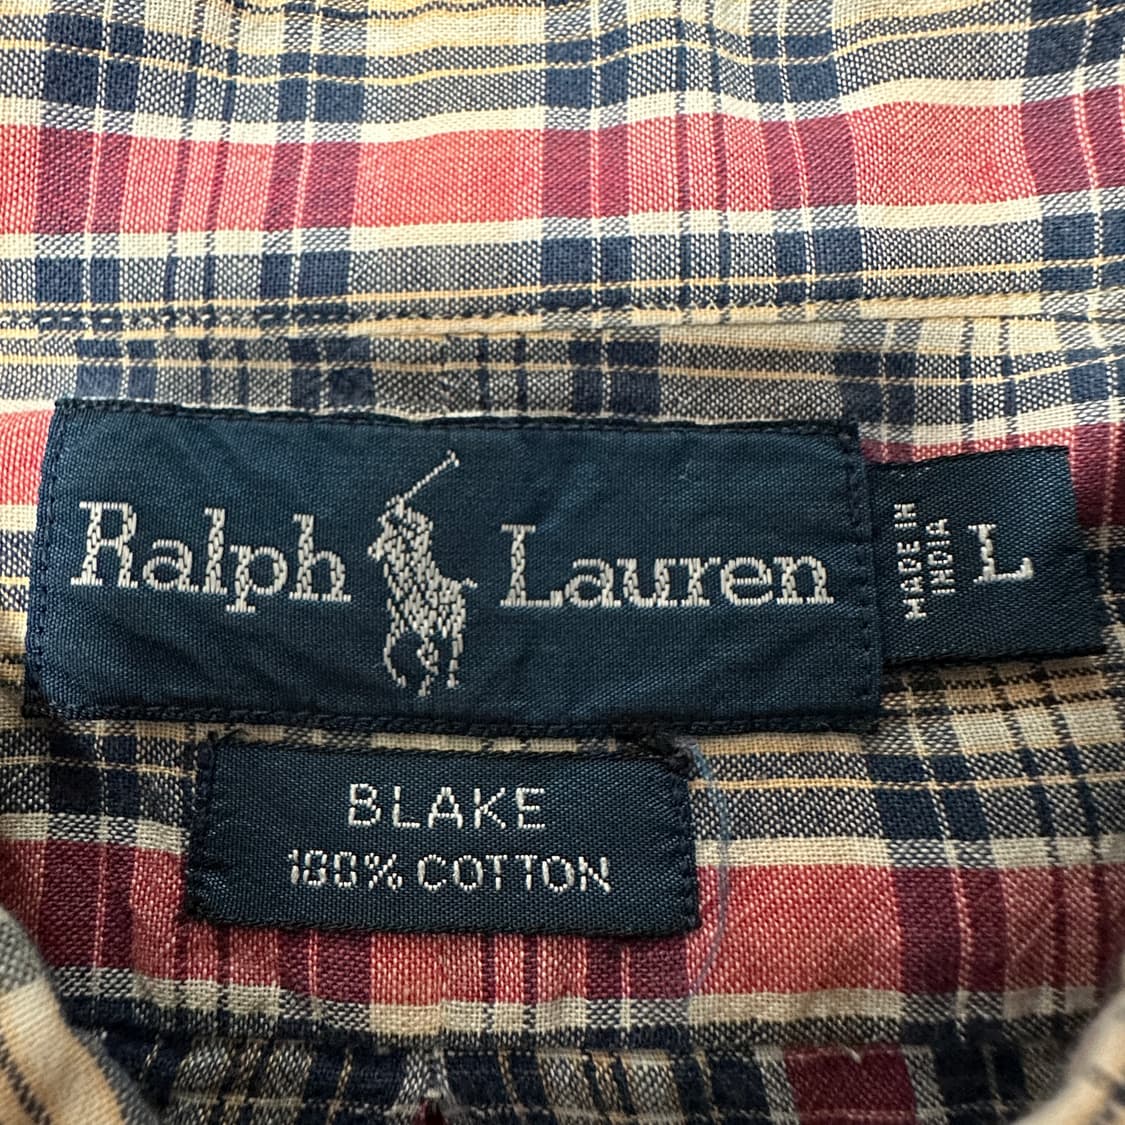 Ralph Lauren
MADE IN
INDIA
L
BLAKE
100% COTTON